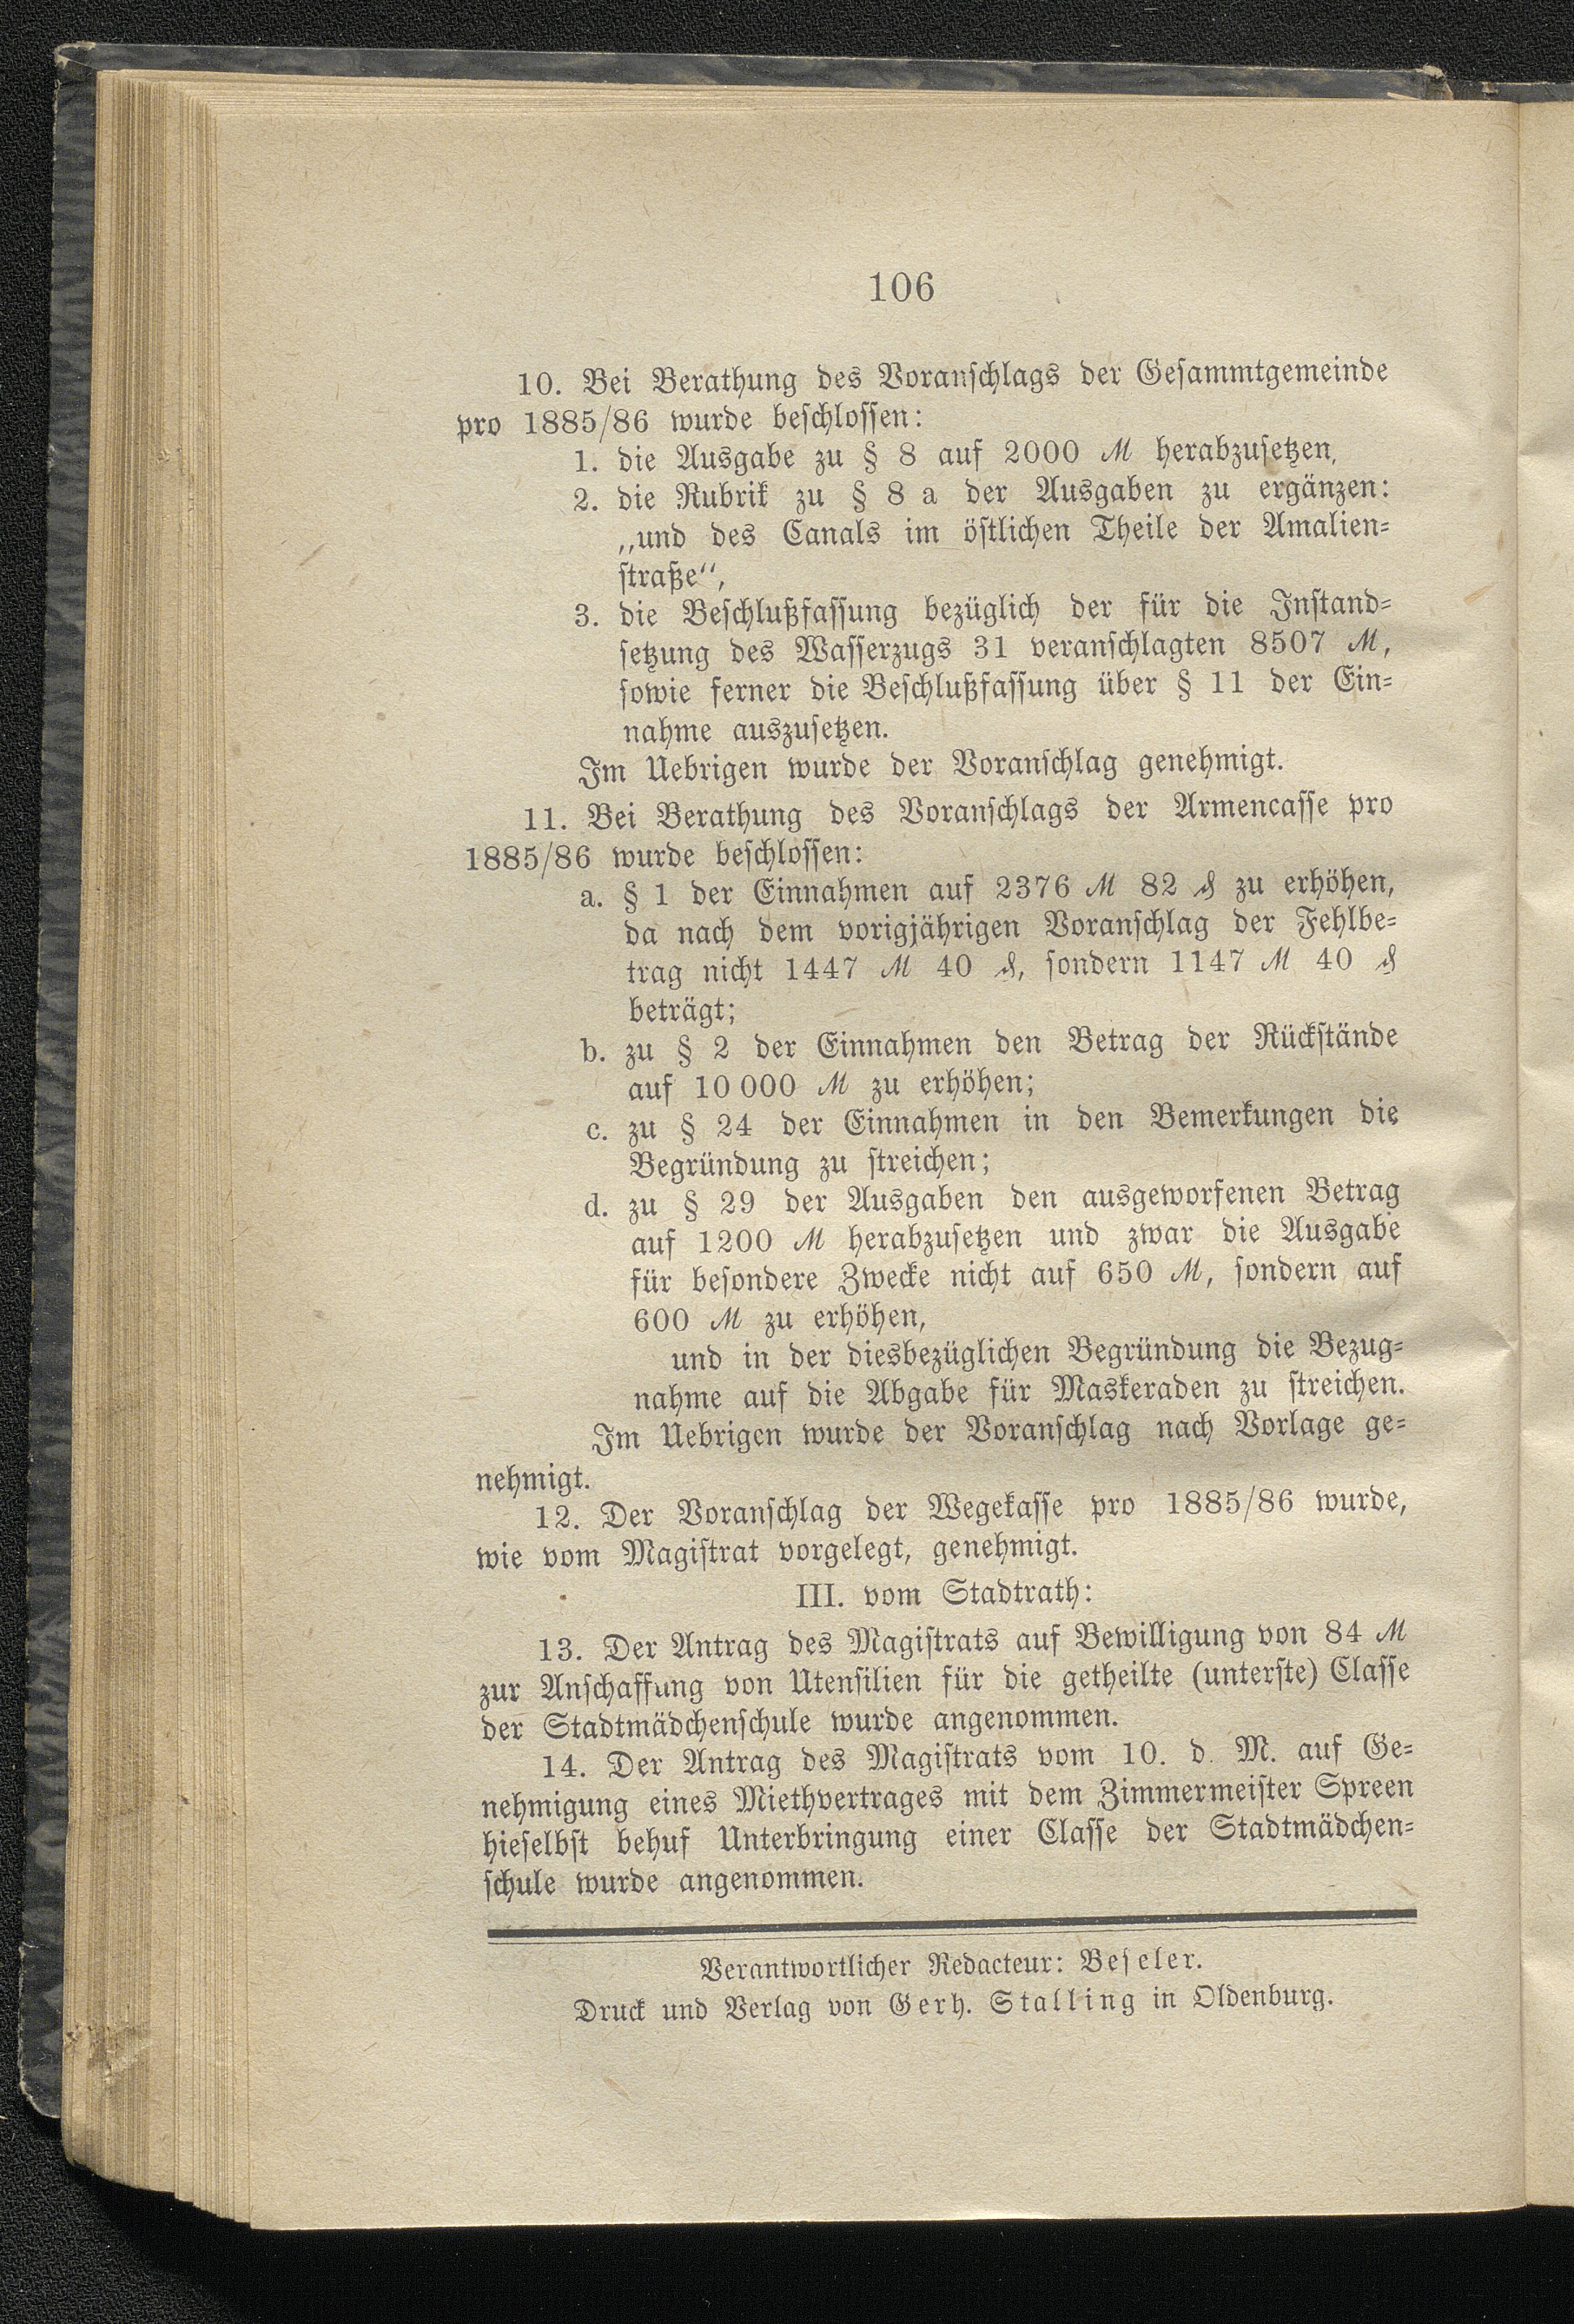 106
10. Bei Berathung des Voranschlags der Gesammtgemeinde
pro 1885/86 wurde beschlossen:
1. die Ausgabe zu § 8 auf 2000 ℳ herabzusetzen,
2. die Rubrik zu § 8 a der Ausgaben zu ergänzen:
„und des Canals im östlichen Theile der Amalien-
straße“,
3. die Beschlußfassung bezüglich der für die Instand-
setzung des Wasserzugs 31 veranschlagten 8507 ℳ,
sowie ferner die Beschlußfassung über § 11 der Ein-
nahme auszusetzen.
Im Uebrigen wurde der Voranschlag genehmigt.
11. Bei Berathung des Voranschlags der Armencasse pro
1885/86 wurde beschlossen:
a. § 1 der Einnahmen auf 2376 ℳ 82 ₰ zu erhöhen,
da nach dem vorigjährigen Voranschlag der Fehlbe-
trag nicht 1447 ℳ 40 ₰, sondern 1147 ℳ 40 ₰
beträgt;
b. zu § 2 der Einnahmen den Betrag der Rückstände
auf 10 000 ℳ zu erhöhen;
c. zu § 24 der Einnahmen in den Bemerkungen die
Begründung zu streichen;
d. zu § 29 der Ausgaben den ausgeworfenen Betrag
auf 1200 ℳ herabzusetzen und zwar die Ausgabe
für besondere Zwecke nicht auf 650 ℳ, sondern auf
600 ℳ zu erhöhen,
und in der diesbezüglichen Begründung die Bezug-
nahme auf die Abgabe für Maskeraden zu streichen.
Im Uebrigen wurde der Voranschlag nach Vorlage ge-
nehmigt.
12. Der Voranschlag der Wegekasse pro 1885/86 wurde,
wie vom Magistrat vorgelegt, genehmigt.
III. vom Stadtrath:
13. Der Antrag des Magistrats auf Bewilligung von 84 ℳ
zur Anschaffung von Utensilien für die getheilte (unterste) Classe
der Stadtmädchenschule wurde angenommen.
14. Der Antrag des Magistrats vom 10. d. M. auf Ge-
nehmigung eines Miethvertrages mit dem Zimmermeister Spreen
hieselbst behuf Unterbringung einer Classe der Stadtmädchen-
schule wurde angenommen.
Verantwortlicher Redacteur: Beseler.
Druck und Verlag von Gerh. Stalling in Oldenburg.